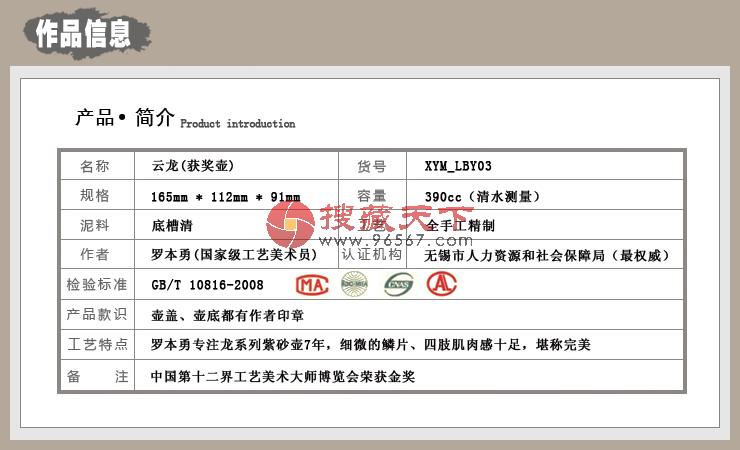 作品信息
产品•简介 Product introduction
名称 云龙(获奖壶) 货号 XYM_LBY03
规格 165mm * 112mm * 91mm 容量 390cc（清水测量）
泥料 底槽清 全手工精制
搜藏天下
www.96567.com
作者 罗本勇(国家级工艺美术员) 认证机构 无锡市人力资源和社会保障局（最权威）
检验标准 GB/T 10816-2008 MA ilac-MRA CNAS AL
产品款识 壶盖、壶底都有作者印章
工艺特点 罗本勇专注龙系列紫砂壶7年，细微的鳞片、四肢肌肉感十足，堪称完美
备 注 中国第十二界工艺美术大师博览会荣获金奖